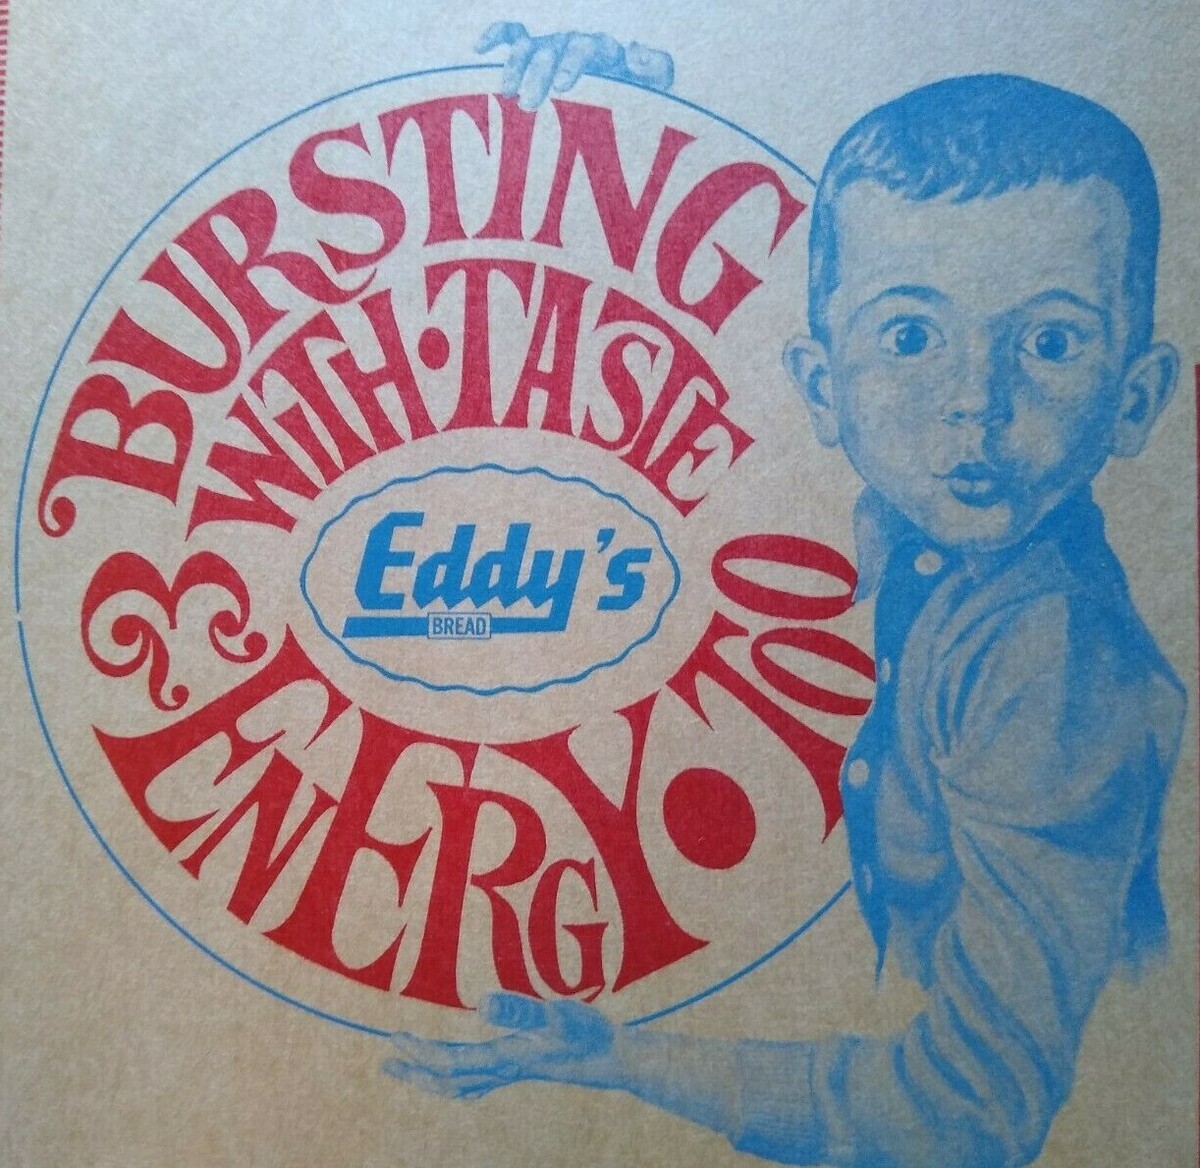 BURSTING
WiTH·TASTE
& ENERGY·TOO
Eddy's
BREAD